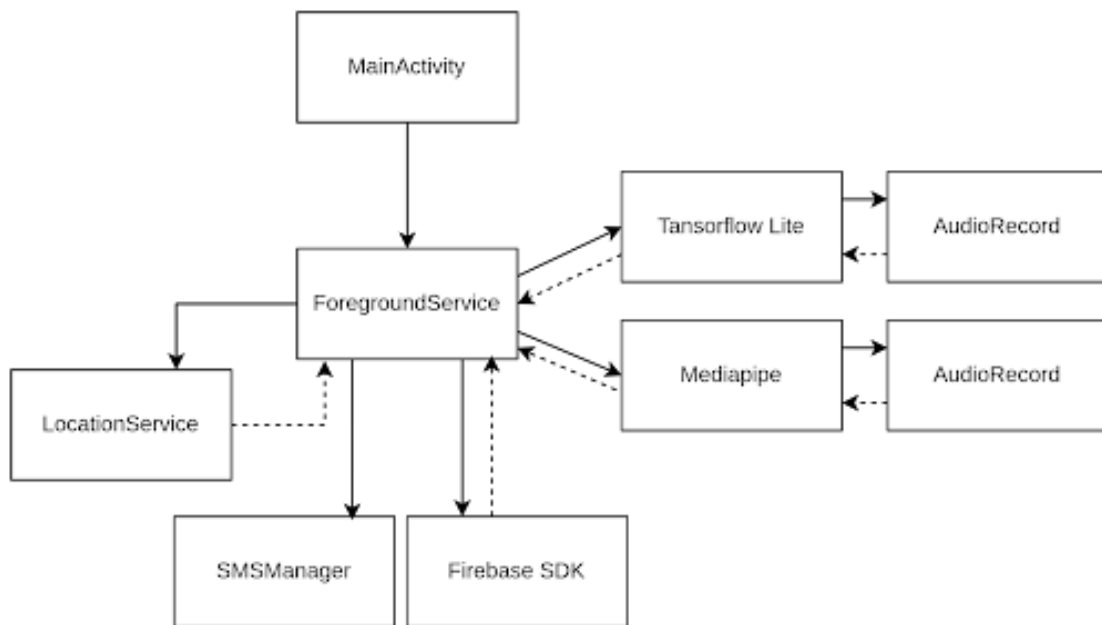 MainActivity
Tansorflow Lite
AudioRecord
ForegroundService
Mediapipe
AudioRecord
LocationService
SMSManager
Firebase SDK